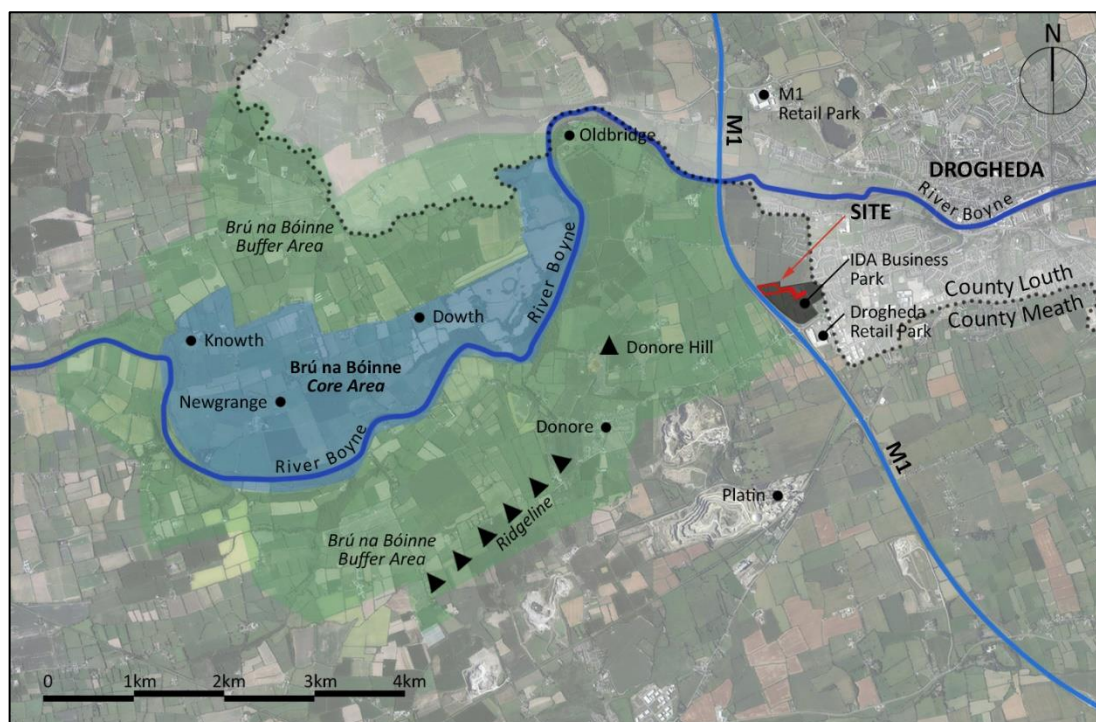 N
M1
Retail Park
M1
Oldbridge
DROGHEDA
River Boyne
SITE
Brú na Bóinne
Buffer Area
IDA Business
Park
County Louth
County Meath
River Boyne
Dowth
Drogheda
Retail Park
Knowth
Donore Hill
Brú na Bóinne
Core Area
Newgrange
Donore
River Boyne
M1
Platin
Ridgeline
Brú na Bóinne
Buffer Area
0 1km 2km 3km 4km